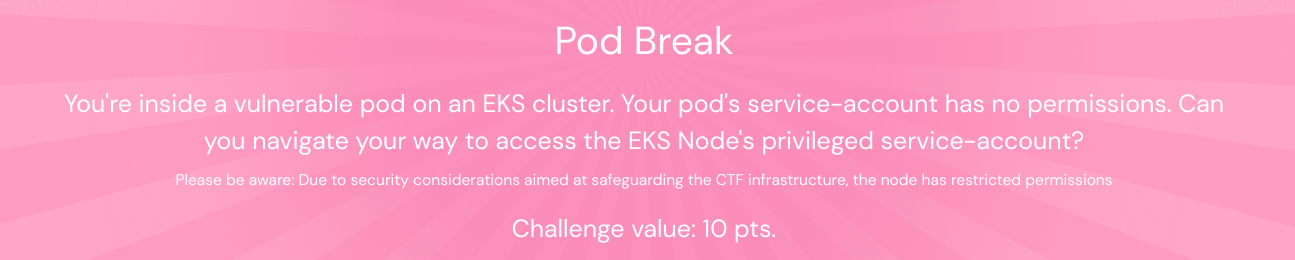 Pod Break
You're inside a vulnerable pod on an EKS cluster. Your pod's service-account has no permissions. Can
you navigate your way to access the EKS Node's privileged service-account?
Please be aware: Due to security considerations aimed at safeguarding the CTF infrastructure, the node has restricted permissions
Challenge value: 10 pts.